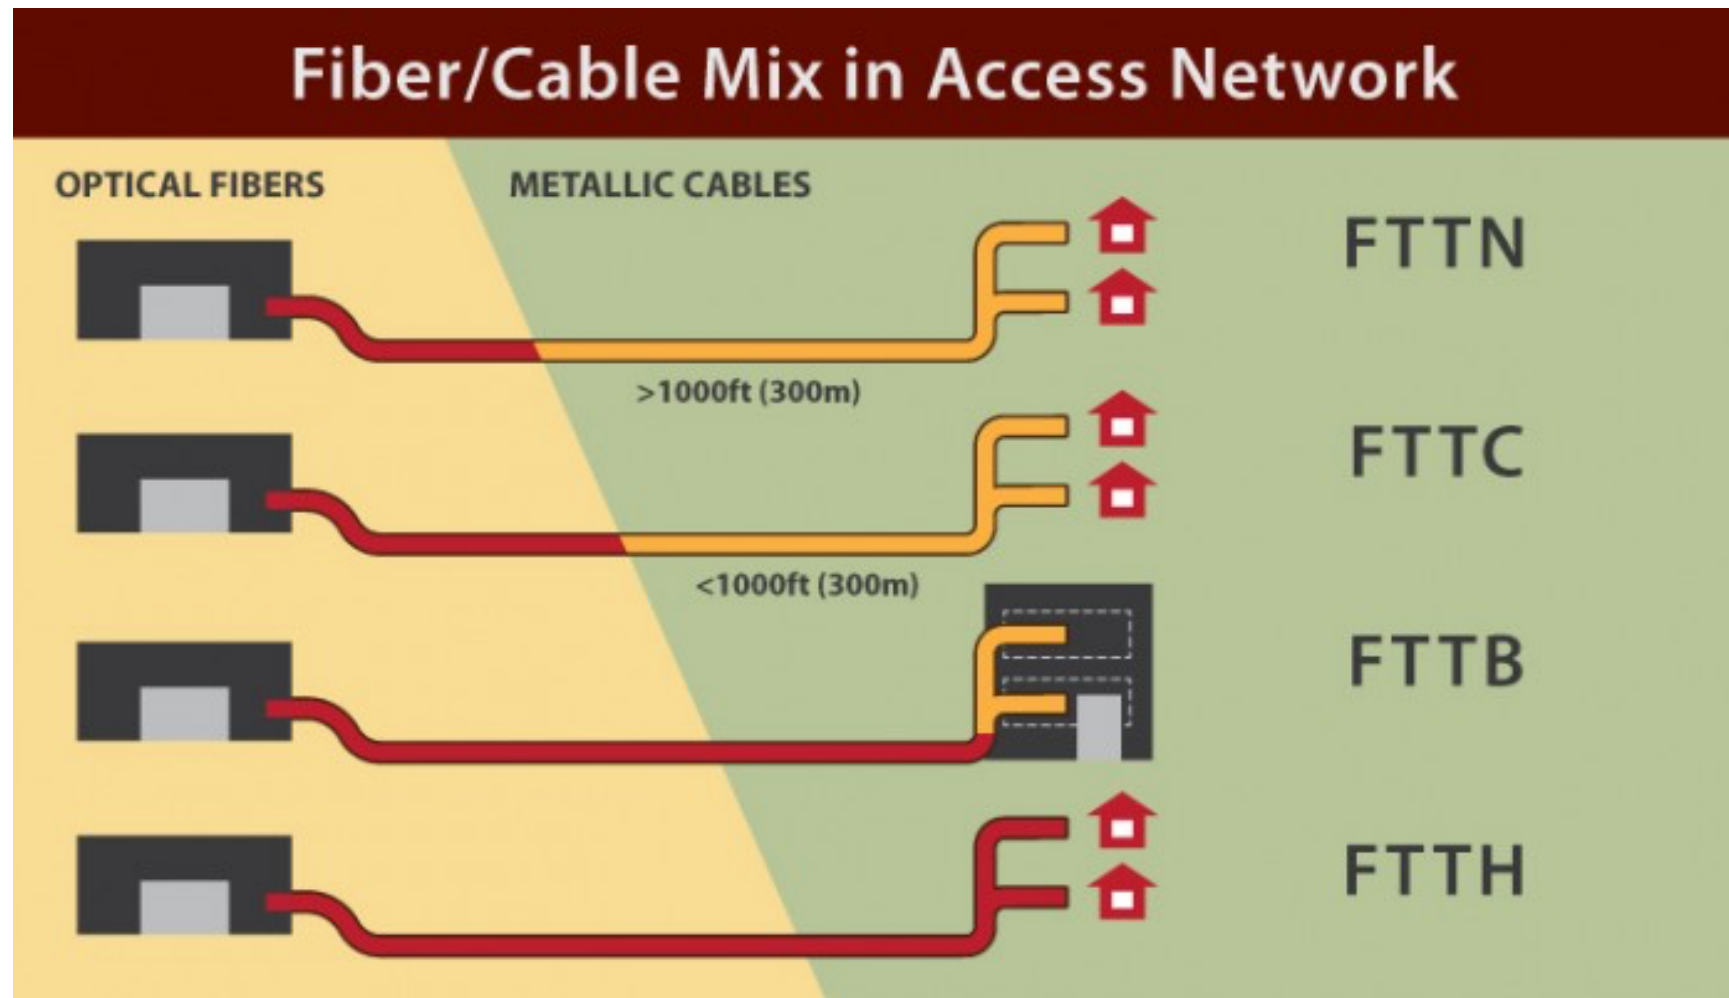 Fiber/Cable Mix in Access Network
OPTICAL FIBERS
METALLIC CABLES
FTTN
>1000ft (300m)
FTTC
<1000ft (300m)
FTTB
FTTH